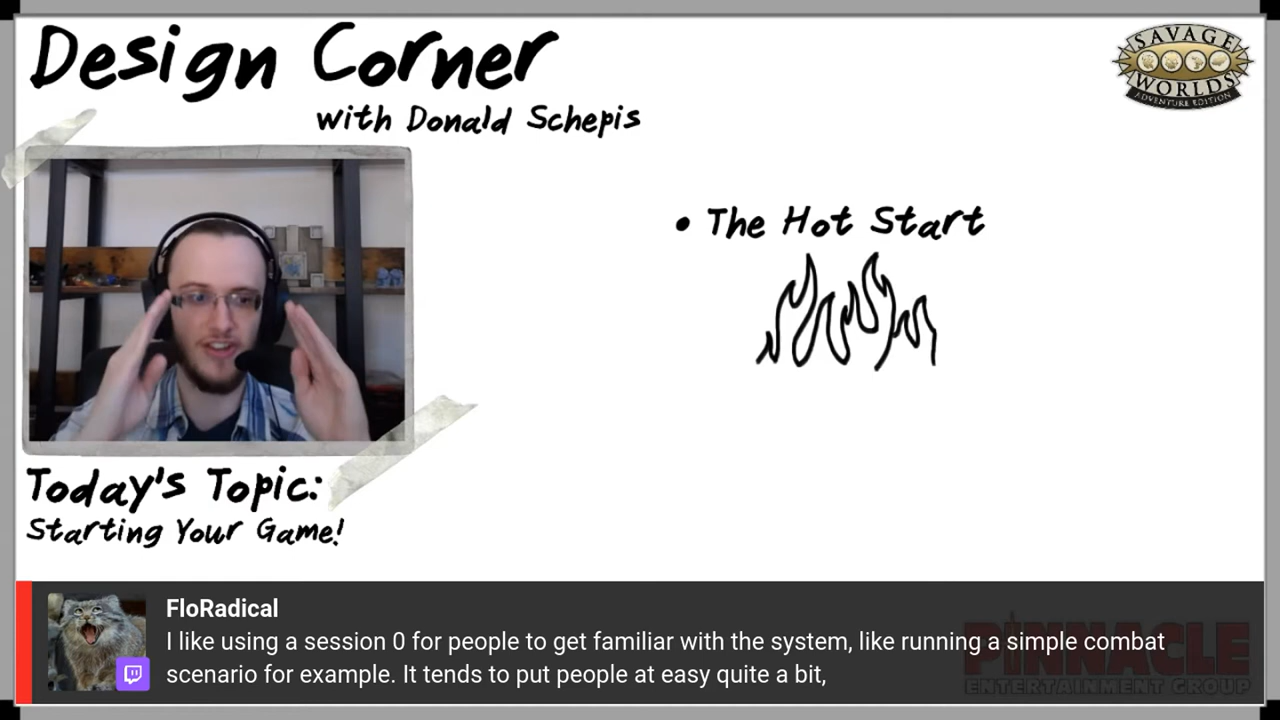 Design Corner
with Donald Schepis
SAVAGE
WORLDS
ADVENTURE EDITION
• The Hot Start
Today's Topic:
Starting Your Game!
FloRadical
I like using a session 0 for people to get familiar with the system, like running a simple combat
scenario for example. It tends to put people at easy quite a bit,
PINNACLE
ENTERTAINMENT GROUP